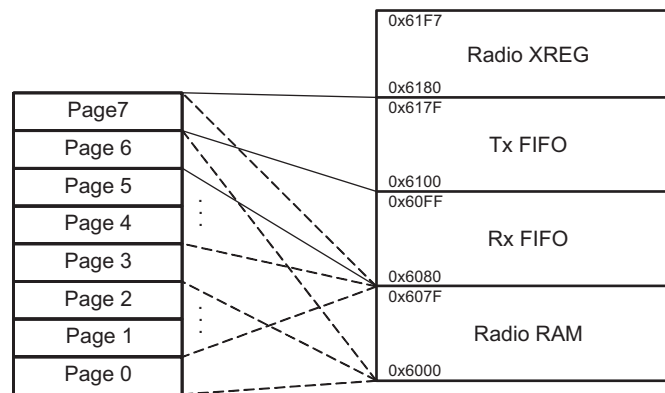 0x61F7
Radio XREG
0x6180
0x617F
Tx FIFO
0x6100
0x60FF
Rx FIFO
0x6080
0x607F
Radio RAM
0x6000
Page7
Page 6
Page 5
Page 4
Page 3
Page 2
Page 1
Page 0